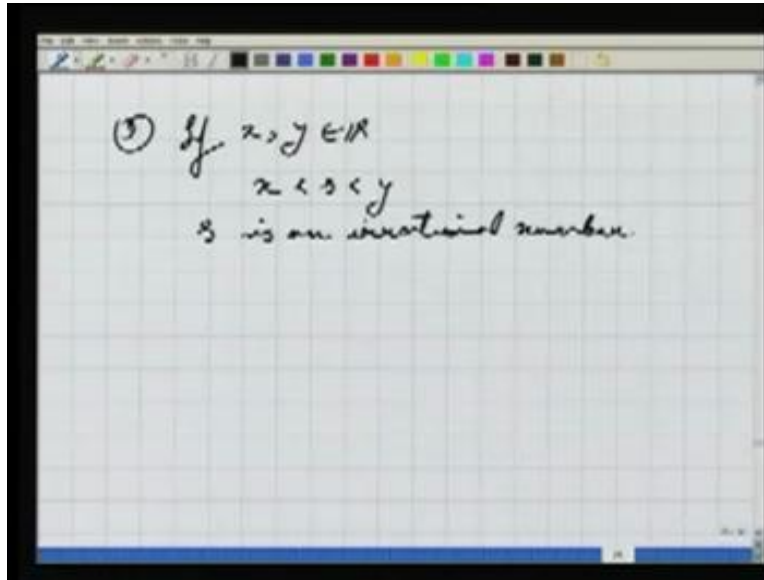 ③ If x, y ∈ ℝ
x < s < y
s is an irrational number.